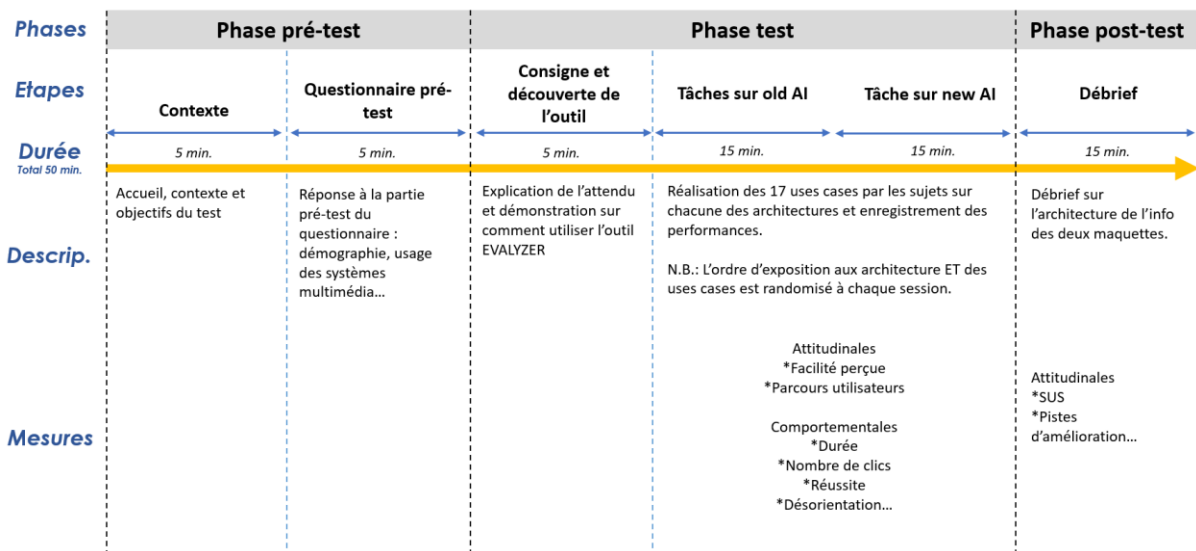 Phases
Phase pré-test
Phase test
Phase post-test
Etapes
Contexte
Questionnaire pré-
test
Consigne et
découverte de
l'outil
Tâches sur old AI
Tâche sur new AI
Débrief
Durée
Total 50 min.
5 min.
5 min.
5 min.
15 min.
15 min.
15 min.
Descrip.
Accueil, contexte et
objectifs du test
Réponse à la partie
pré-test du
questionnaire :
démographie, usage
des systèmes
multimédia…
Explication de l'attendu
et démonstration sur
comment utiliser l'outil
EVALYZER
Réalisation des 17 uses cases par les sujets sur
chacune des architectures et enregistrement des
performances.
N.B.: L'ordre d'exposition aux architecture ET des
uses cases est randomisé à chaque session.
Débrief sur
l'architecture de l'info
des deux maquettes.
Mesures
Attitudinales
*Facilité perçue
*Parcours utilisateurs
Comportementales
*Durée
*Nombre de clics
*Réussite
*Désorientation…
Attitudinales
*SUS
*Pistes
d'amélioration…